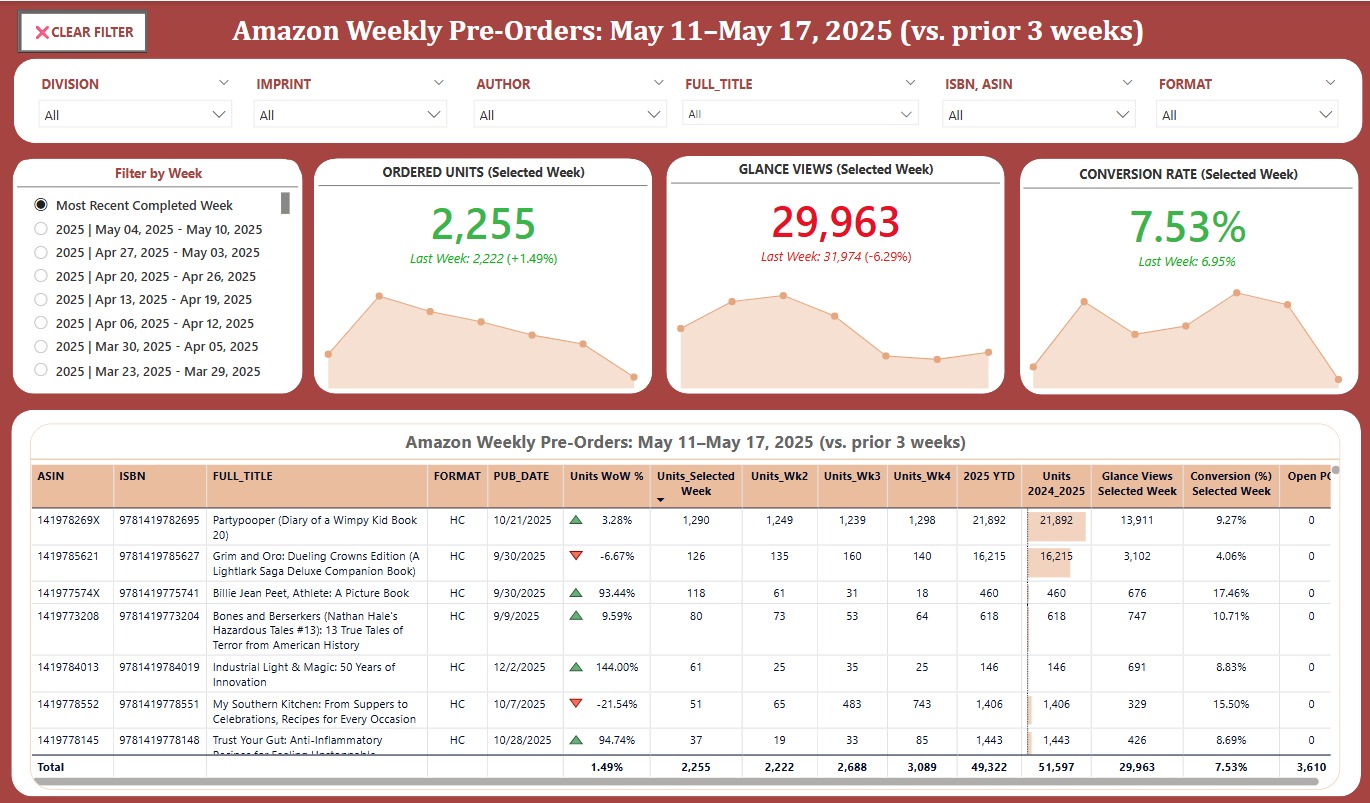 ❌CLEAR FILTER
Amazon Weekly Pre-Orders: May 11–May 17, 2025 (vs. prior 3 weeks)
DIVISION IMPRINT AUTHOR FULL_TITLE ISBN, ASIN FORMAT
All All All All All All
Filter by Week
Most Recent Completed Week
2025 | May 04, 2025 - May 10, 2025
2025 | Apr 27, 2025 - May 03, 2025
2025 | Apr 20, 2025 - Apr 26, 2025
2025 | Apr 13, 2025 - Apr 19, 2025
2025 | Apr 06, 2025 - Apr 12, 2025
2025 | Mar 30, 2025 - Apr 05, 2025
2025 | Mar 23, 2025 - Mar 29, 2025
ORDERED UNITS (Selected Week)
2,255
Last Week: 2,222 (+1.49%)
GLANCE VIEWS (Selected Week)
29,963
Last Week: 31,974 (-6.29%)
CONVERSION RATE (Selected Week)
7.53%
Last Week: 6.95%
Amazon Weekly Pre-Orders: May 11–May 17, 2025 (vs. prior 3 weeks)
ASIN ISBN FULL_TITLE FORMAT PUB_DATE Units WoW % Units_Selected Units_Wk2 Units_Wk3 Units_Wk4 2025 YTD Units Glance Views Conversion (%) Open PO
Week 2024_2025 Selected Week Selected Week
141978269X 9781419782695 Partypooper (Diary of a Wimpy Kid Book HC 10/21/2025 3.28% 1,290 1,249 1,239 1,298 21,892 21,892 13,911 9.27% 0
20)
1419785621 9781419785627 Grim and Oro: Dueling Crowns Edition (A HC 9/30/2025 -6.67% 126 135 160 140 16,215 16,215 3,102 4.06% 0
Lightlark Saga Deluxe Companion Book)
141977574X 9781419775741 Billie Jean Peet, Athlete: A Picture Book HC 9/30/2025 93.44% 118 61 31 18 460 460 676 17.46% 0
1419773208 9781419773204 Bones and Berserkers (Nathan Hale's HC 9/9/2025 9.59% 80 73 53 64 618 618 747 10.71% 0
Hazardous Tales #13): 13 True Tales of
Terror from American History
1419784013 9781419784019 Industrial Light & Magic: 50 Years of HC 12/2/2025 144.00% 61 25 35 25 146 146 691 8.83% 0
Innovation
1419778552 9781419778551 My Southern Kitchen: From Suppers to HC 10/7/2025 -21.54% 51 65 483 743 1,406 1,406 329 15.50% 0
Celebrations, Recipes for Every Occasion
1419778145 9781419778148 Trust Your Gut: Anti-Inflammatory HC 10/28/2025 94.74% 37 19 33 85 1,443 1,443 426 8.69% 0
Total 1.49% 2,255 2,222 2,688 3,089 49,322 51,597 29,963 7.53% 3,610